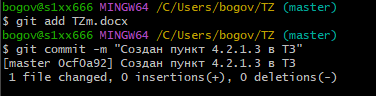 bogov@s1xx666 MINGW64 /C/Users/bogov/TZ (master)
$ git add TZm.docx
bogov@s1xx666 MINGW64 /C/Users/bogov/TZ (master)
$ git commit -m "Создан пункт 4.2.1.3 в ТЗ"
[master 0cf0a92] Создан пункт 4.2.1.3 в ТЗ
1 file changed, 0 insertions(+), 0 deletions(-)